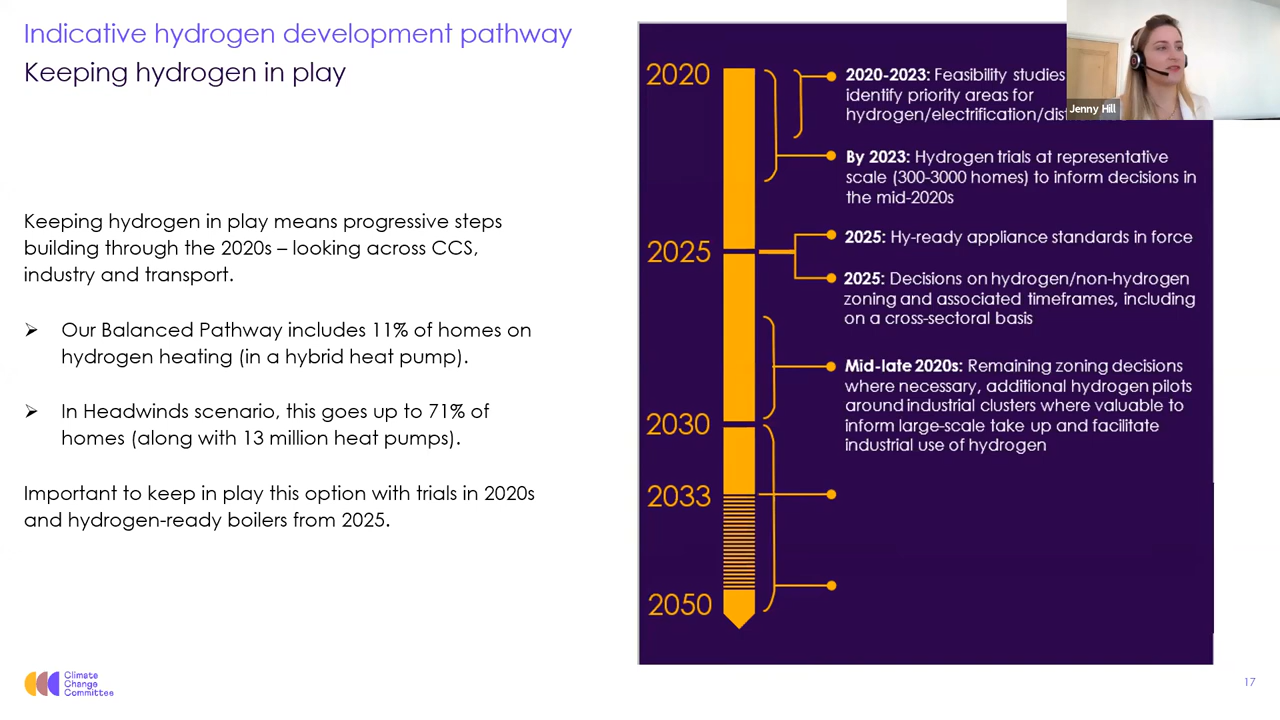 Indicative hydrogen development pathway
Keeping hydrogen in play
Keeping hydrogen in play means progressive steps
building through the 2020s – looking across CCS,
industry and transport.
➢ Our Balanced Pathway includes 11% of homes on
hydrogen heating (in a hybrid heat pump).
➢ In Headwinds scenario, this goes up to 71% of
homes (along with 13 million heat pumps).
Important to keep in play this option with trials in 2020s
and hydrogen-ready boilers from 2025.
2020
2025
2030
2033
2050
2020-2023: Feasibility studies
identify priority areas for
hydrogen/electrification/dist
By 2023: Hydrogen trials at representative
scale (300-3000 homes) to inform decisions in
the mid-2020s
2025: Hy-ready appliance standards in force
2025: Decisions on hydrogen/non-hydrogen
zoning and associated timeframes, including
on a cross-sectoral basis
Mid-late 2020s: Remaining zoning decisions
where necessary, additional hydrogen pilots
around industrial clusters where valuable to
inform large-scale take up and facilitate
industrial use of hydrogen
Jenny Hill
Climate
Change
Committee
17